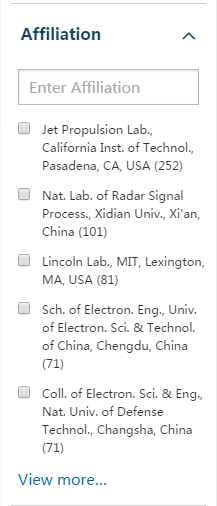 Affiliation
Enter Affiliation
Jet Propulsion Lab.,
California Inst. of Technol.,
Pasadena, CA, USA (252)
Nat. Lab. of Radar Signal
Process., Xidian Univ., Xi'an,
China (101)
Lincoln Lab., MIT, Lexington,
MA, USA (81)
Sch. of Electron. Eng., Univ.
of Electron. Sci. & Technol.
of China, Chengdu, China
(71)
Coll. of Electron. Sci. & Eng.,
Nat. Univ. of Defense
Technol., Changsha, China
(71)
View more...